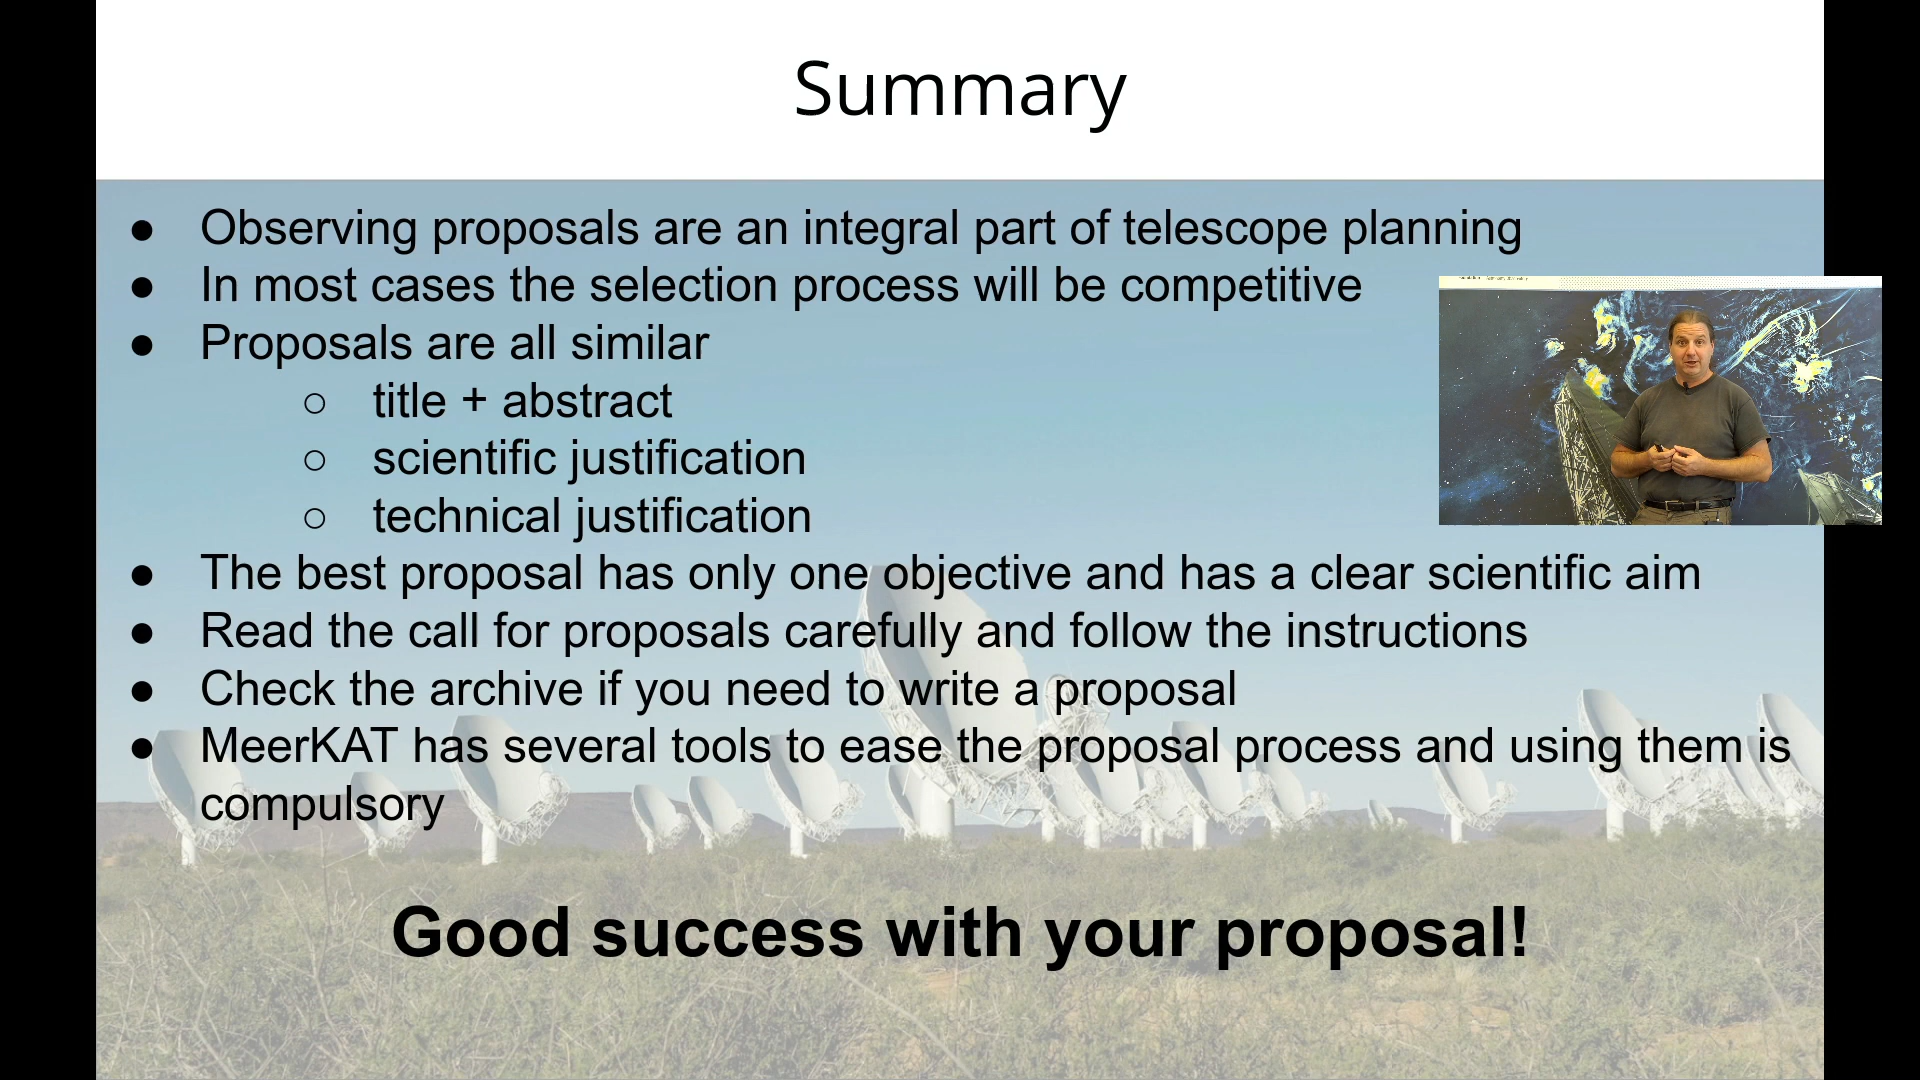 Summary
● Observing proposals are an integral part of telescope planning
● In most cases the selection process will be competitive
● Proposals are all similar
○ title + abstract
○ scientific justification
○ technical justification
● The best proposal has only one objective and has a clear scientific aim
● Read the call for proposals carefully and follow the instructions
● Check the archive if you need to write a proposal
● MeerKAT has several tools to ease the proposal process and using them is
compulsory
Good success with your proposal!